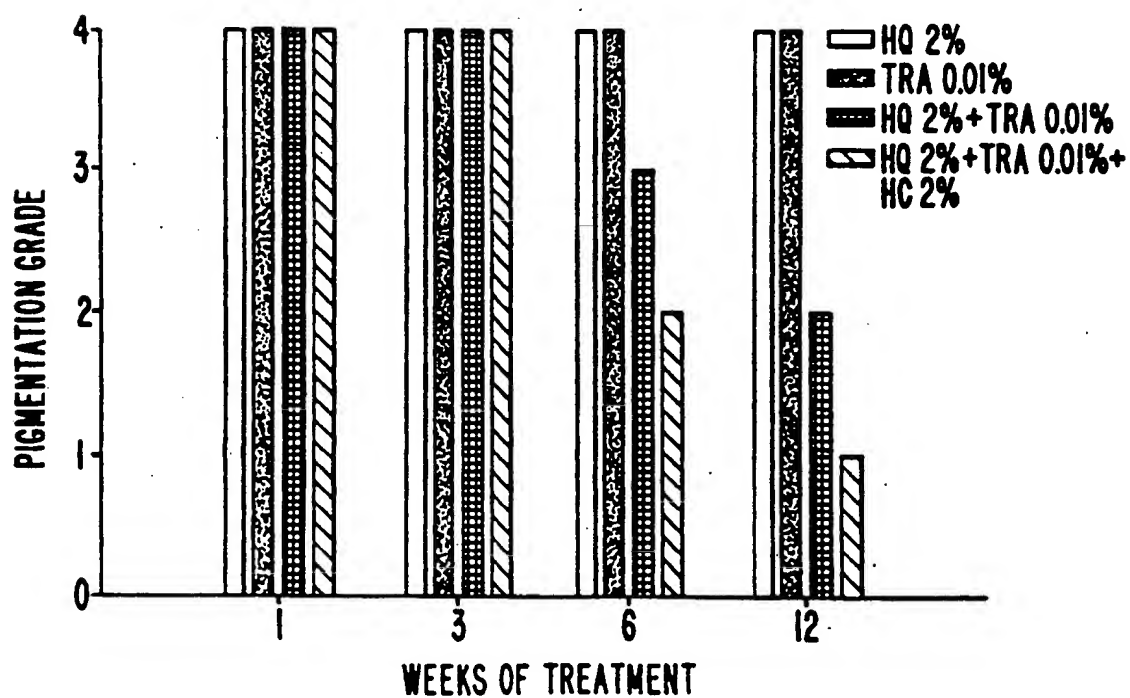 PIGMENTATION GRADE
4
3
2
1
0
HQ 2%
TRA 0.01%
HQ 2%+TRA 0.01%
HQ 2%+TRA 0.01%+
HC 2%
1 3 6 12
WEEKS OF TREATMENT